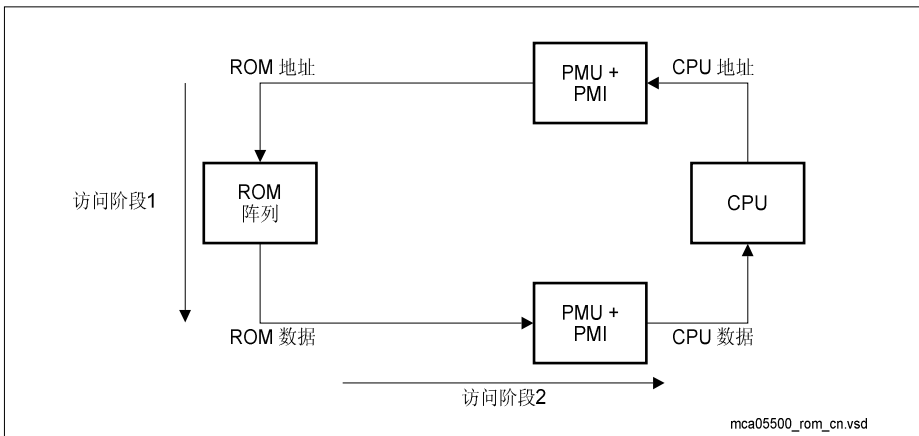 ROM 地址
PMU +
PMI
CPU 地址
访问阶段1
ROM
阵列
CPU
PMU +
PMI
ROM 数据
CPU 数据
访问阶段2
mca05500_rom_cn.vsd